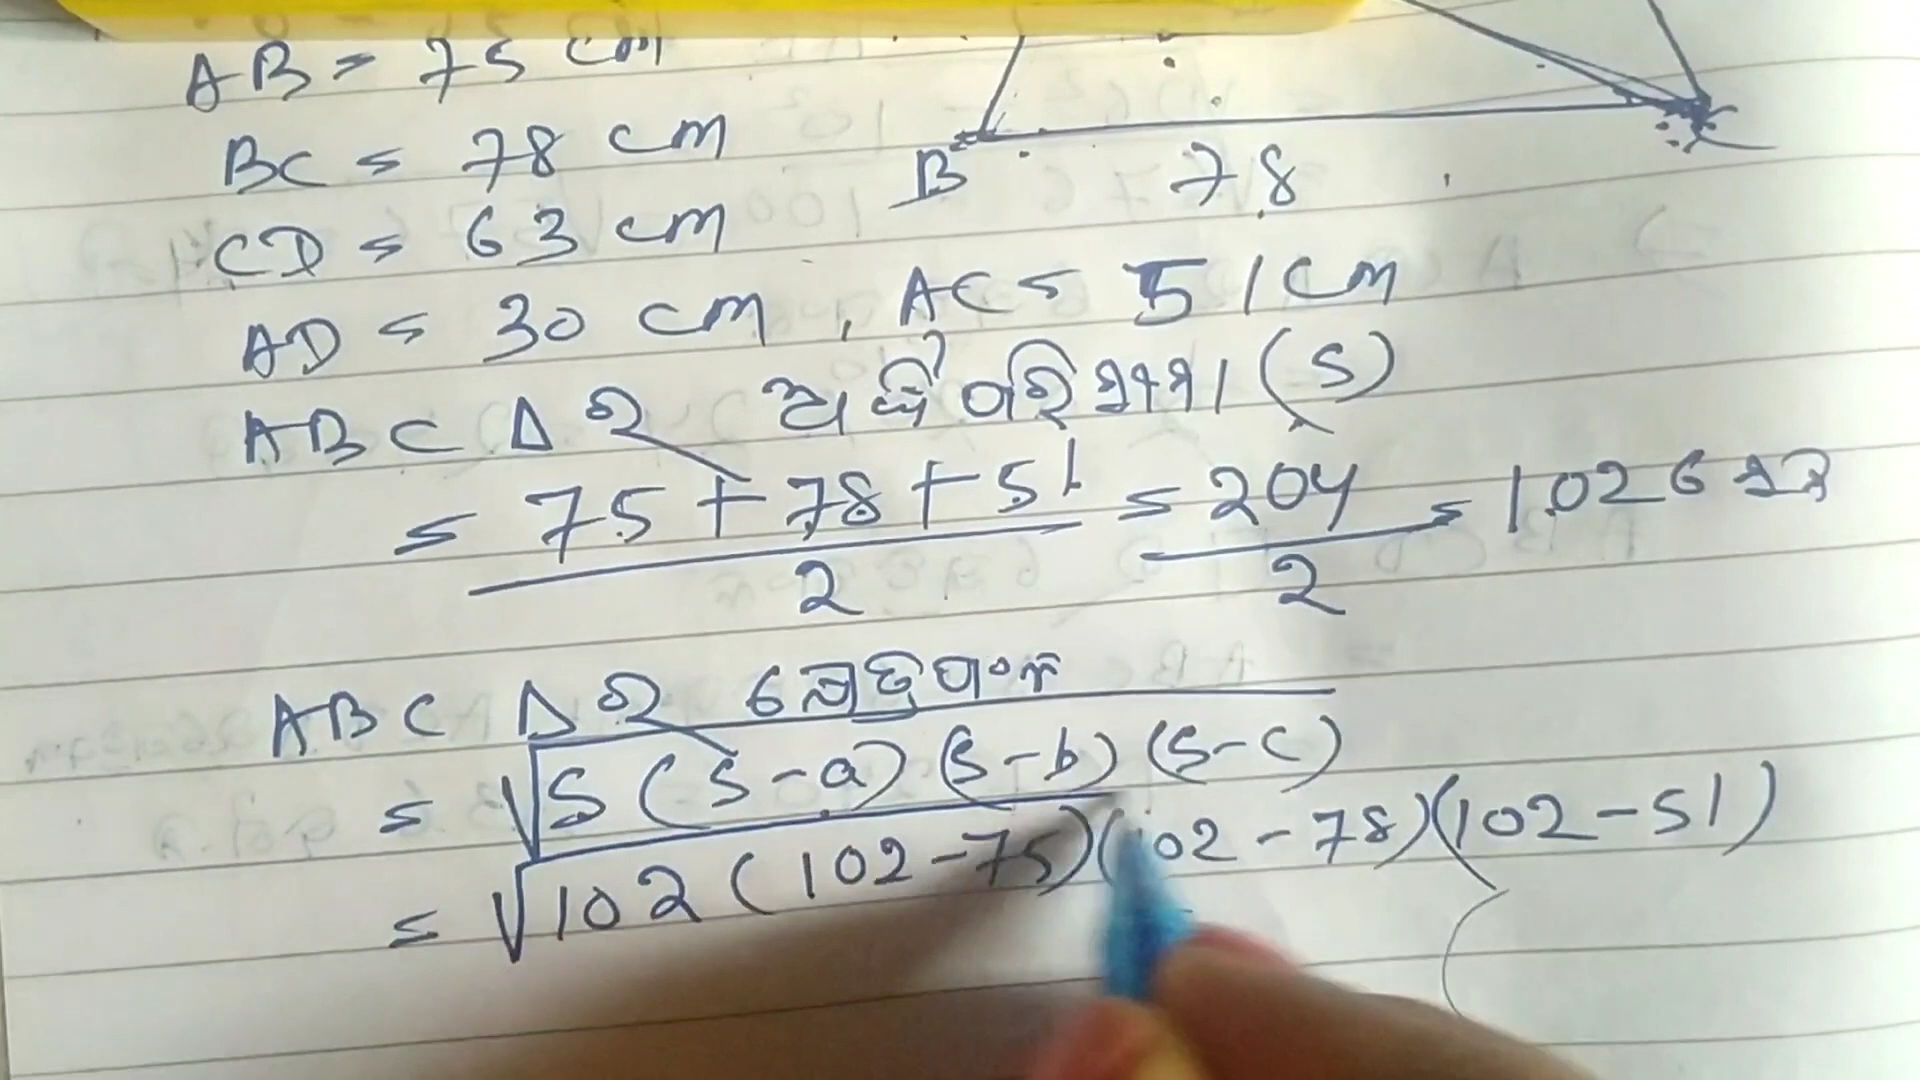 AB = 75 cm
BC = 78 cm
CD = 63 cm
AD = 30 cm, AC = 51 cm
B 78 C
ABC Δ ର ଅର୍ଦ୍ଧ ପରିସୀମା (S)
= 75 + 78 + 51 / 2 = 204 / 2 = 102 ସେମି
ABC Δ ର କ୍ଷେତ୍ରଫଳ
= √S(S-a)(S-b)(S-c)
= √102(102-75)(102-78)(102-51)